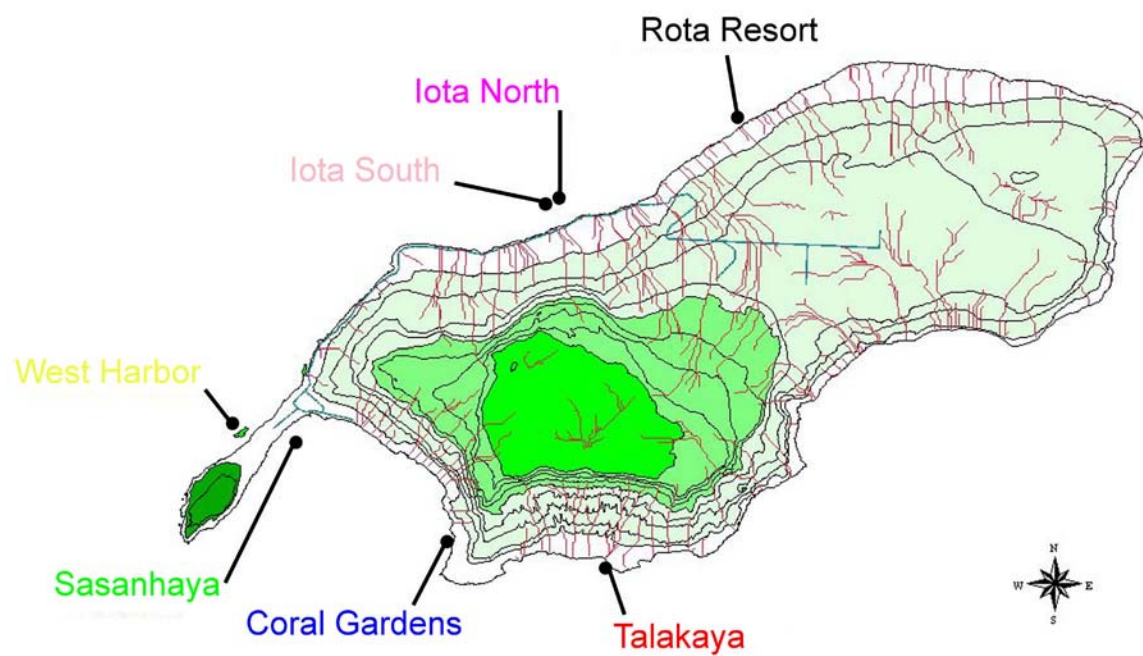 Rota Resort
Iota North
Iota South
West Harbor
Sasanhaya
Coral Gardens
Talakaya
N
W E
S